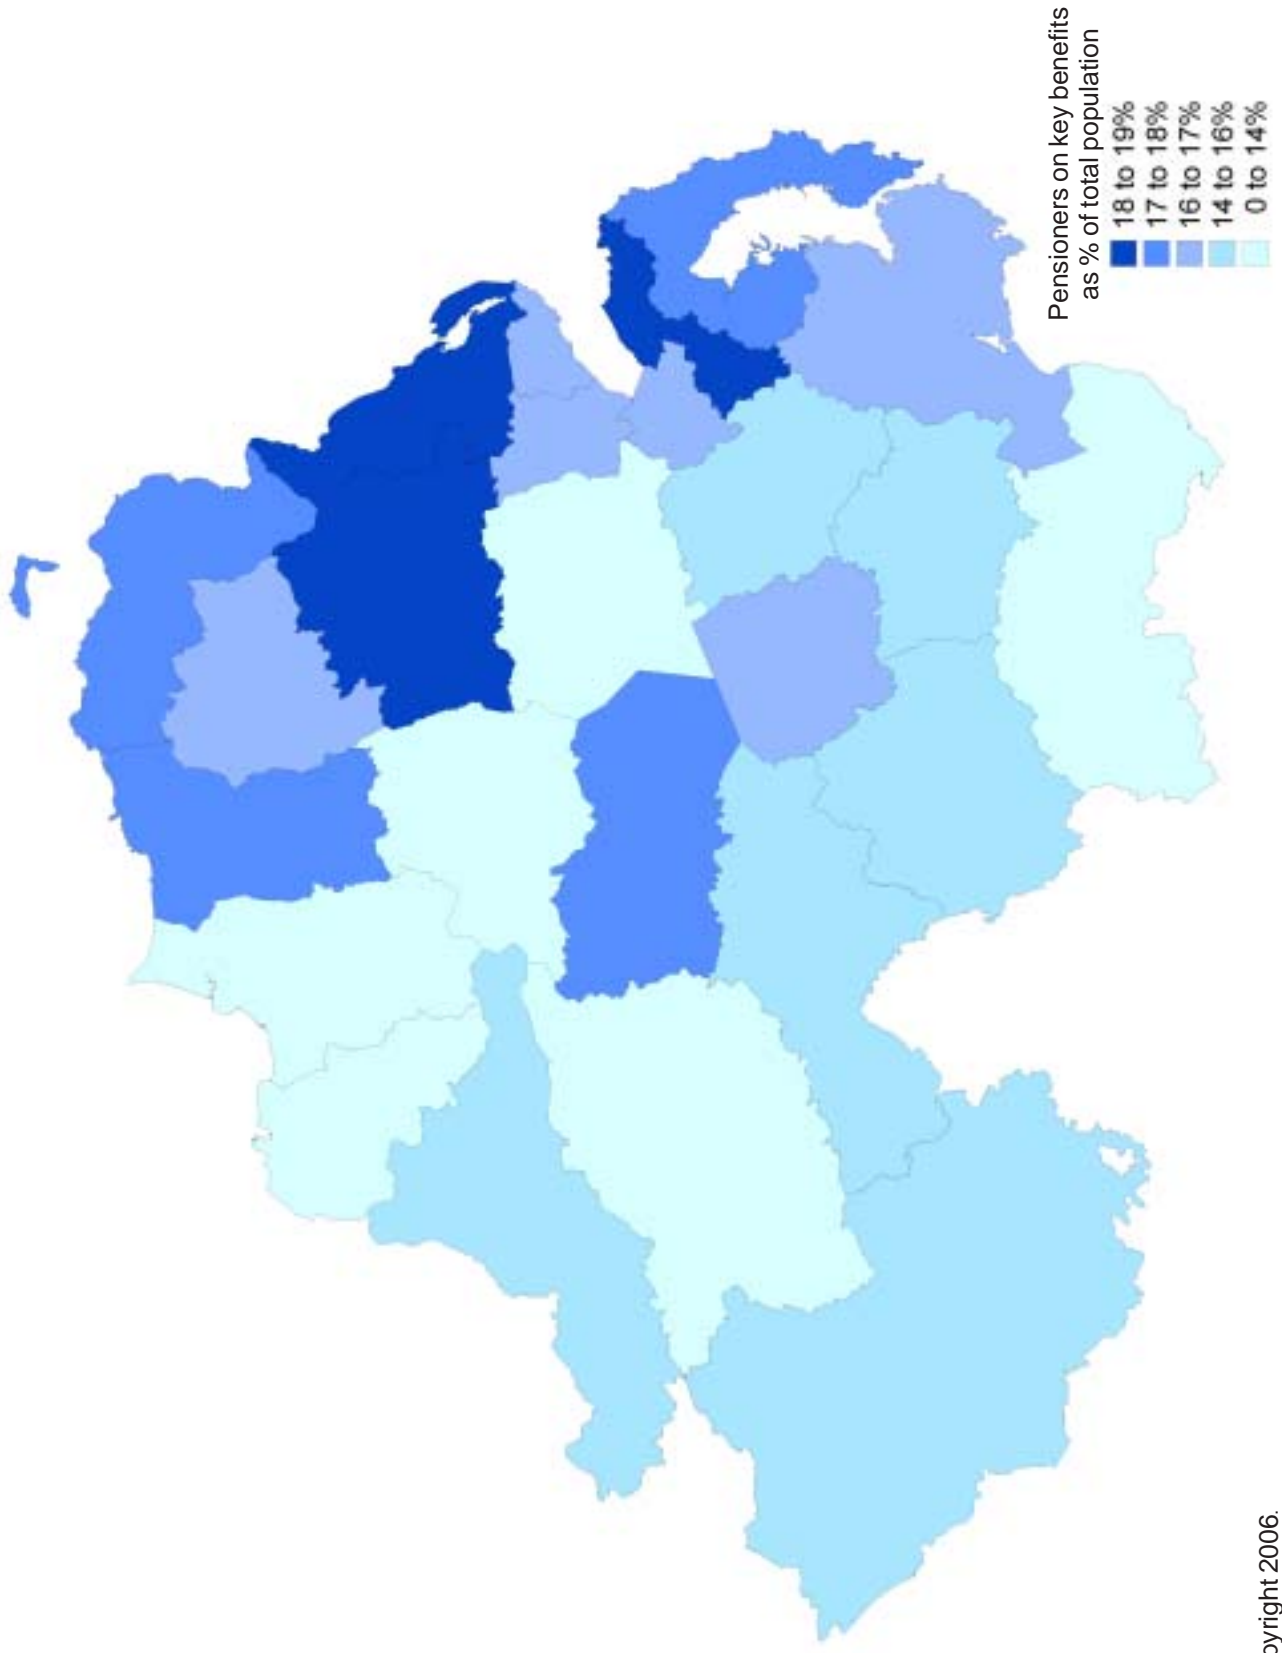 Pensioners on key benefits
as % of total population
18 to 19%
17 to 18%
16 to 17%
14 to 16%
0 to 14%
pyright 2006.